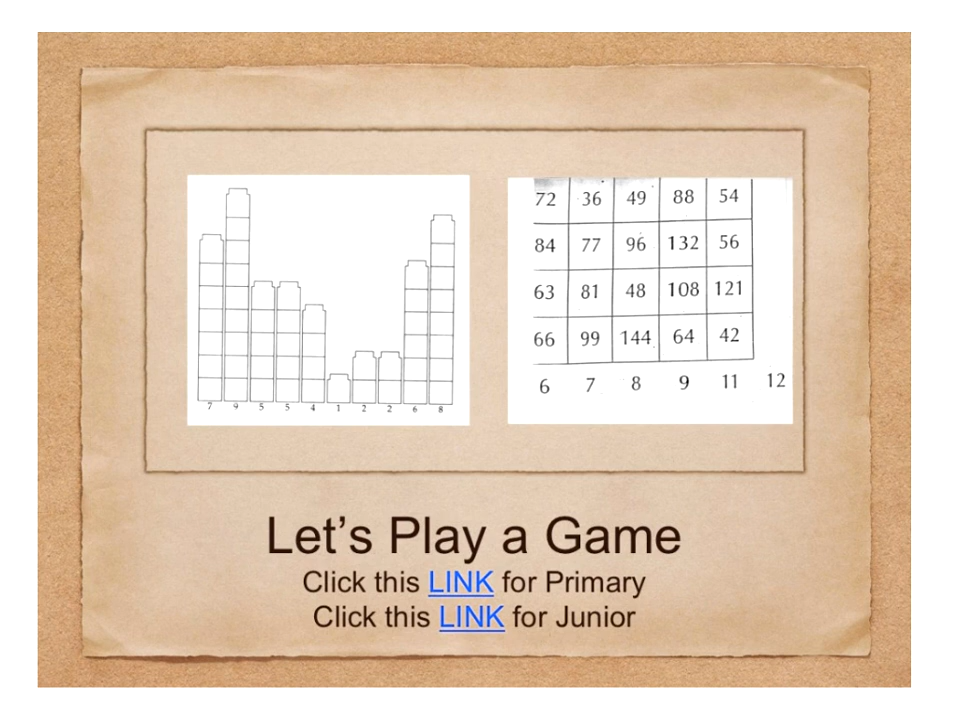 7 9 5 5 4 1 2 2 6 8
72 36 49 88 54
84 77 96 132 56
63 81 48 108 121
66 99 144 64 42
6 7 8 9 11 12
Let’s Play a Game
Click this LINK for Primary
Click this LINK for Junior